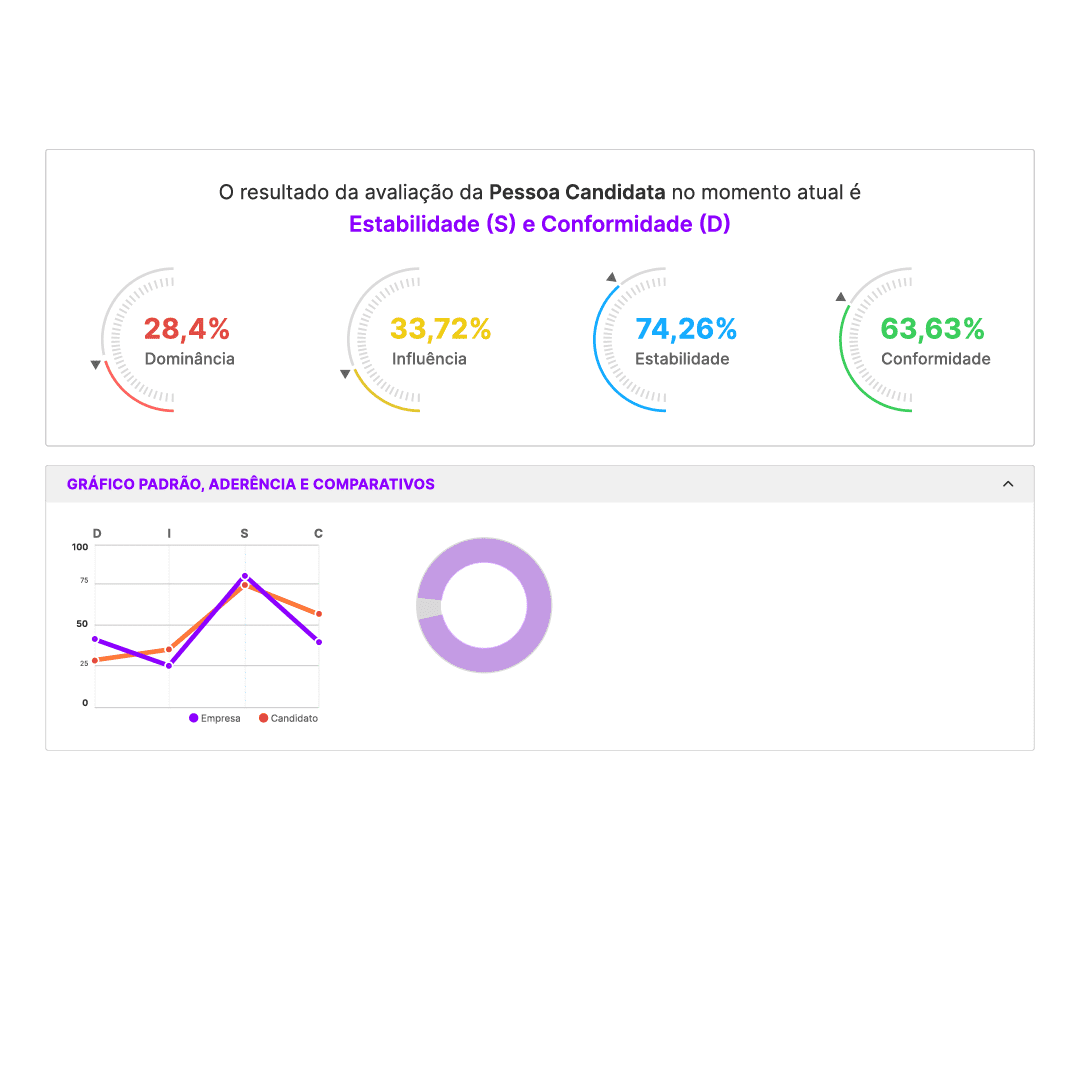 O resultado da avaliação da Pessoa Candidata no momento atual é
Estabilidade (S) e Conformidade (D)
28,4%
Dominância
33,72%
Influência
74,26%
Estabilidade
63,63%
Conformidade
GRÁFICO PADRÃO, ADERÊNCIA E COMPARATIVOS
D I S C
100
75
50
25
0
Empresa Candidato